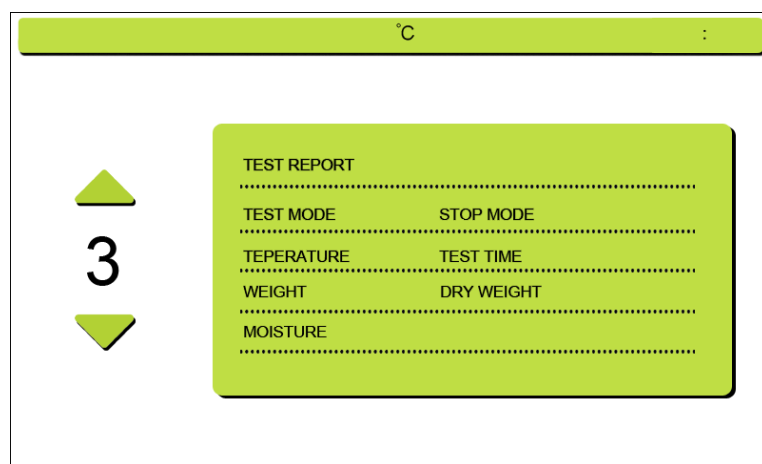 ℃ :
TEST REPORT
TEST MODE STOP MODE
TEPERATURE TEST TIME
3
WEIGHT DRY WEIGHT
MOISTURE